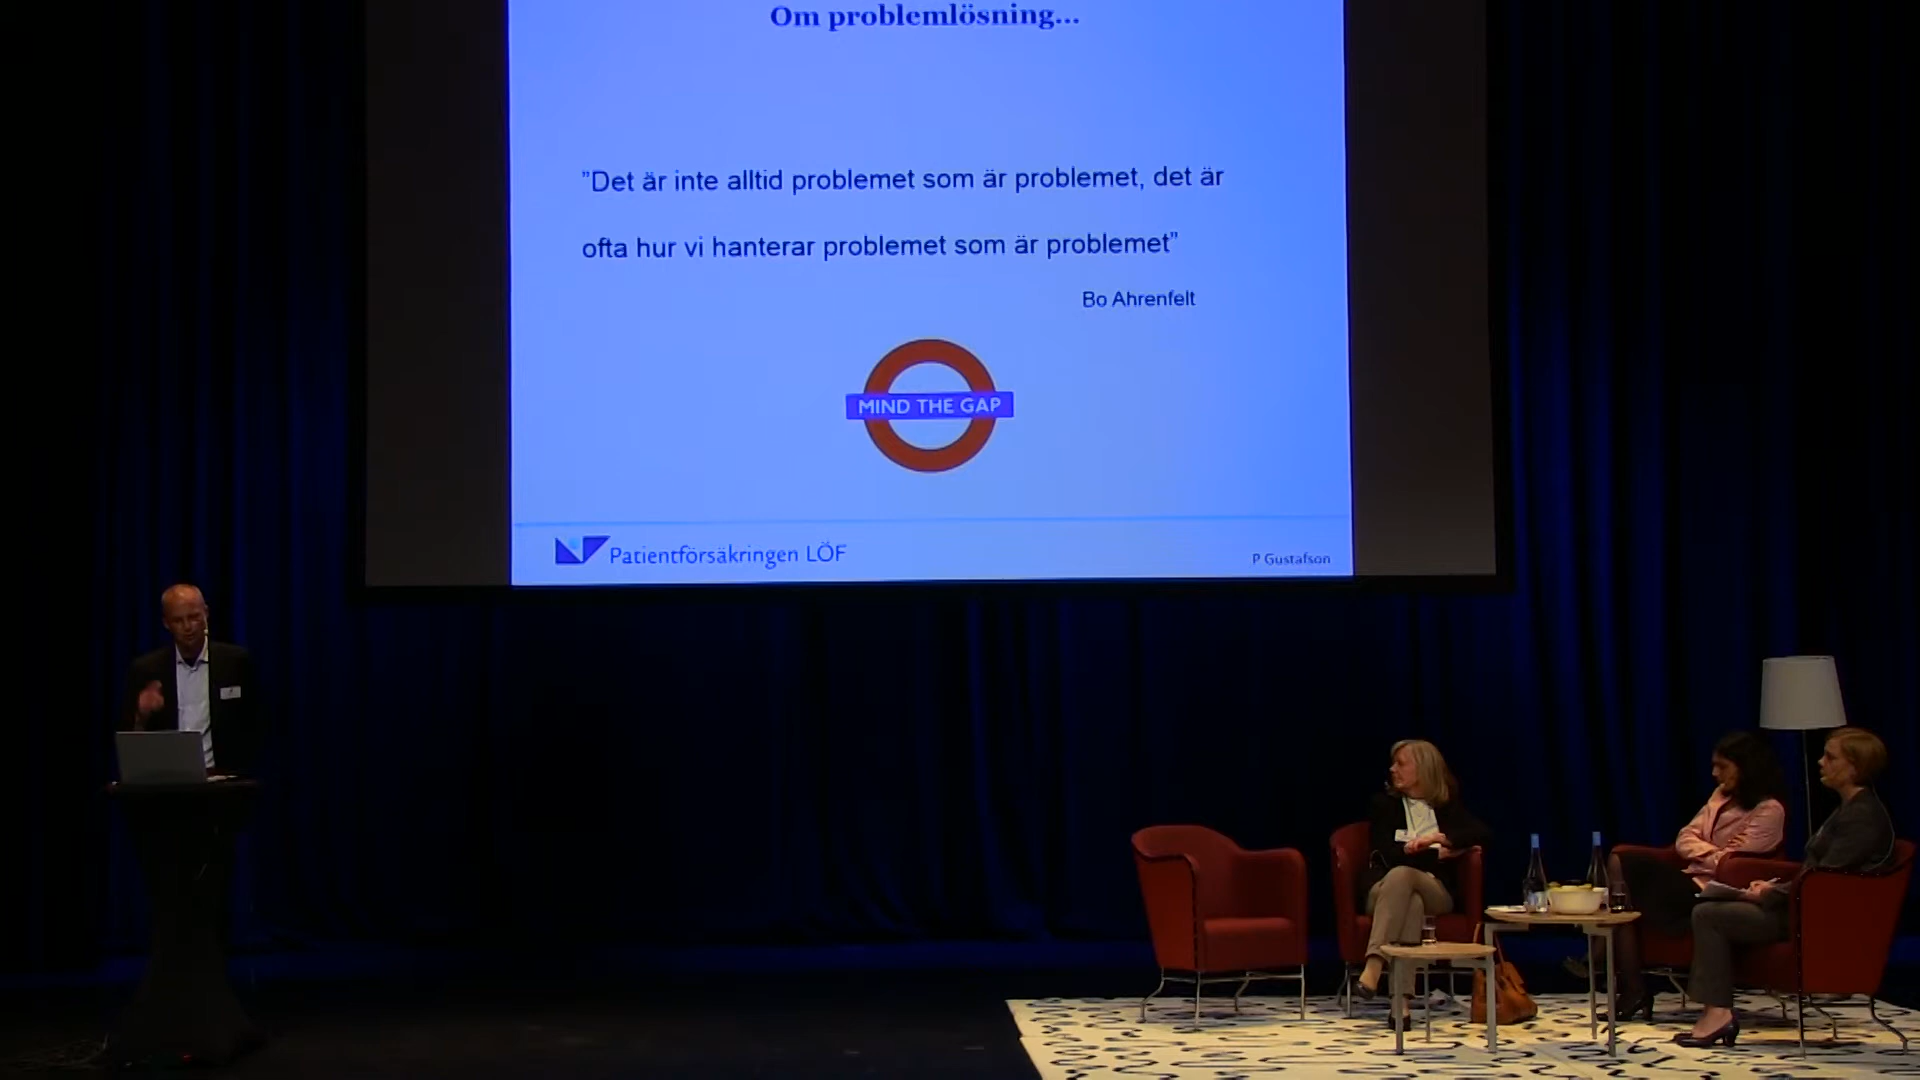 Om problemlösning...
”Det är inte alltid problemet som är problemet, det är
ofta hur vi hanterar problemet som är problemet”
Bo Ahrenfelt
MIND THE GAP
Patientförsäkringen LÖF
P Gustafson